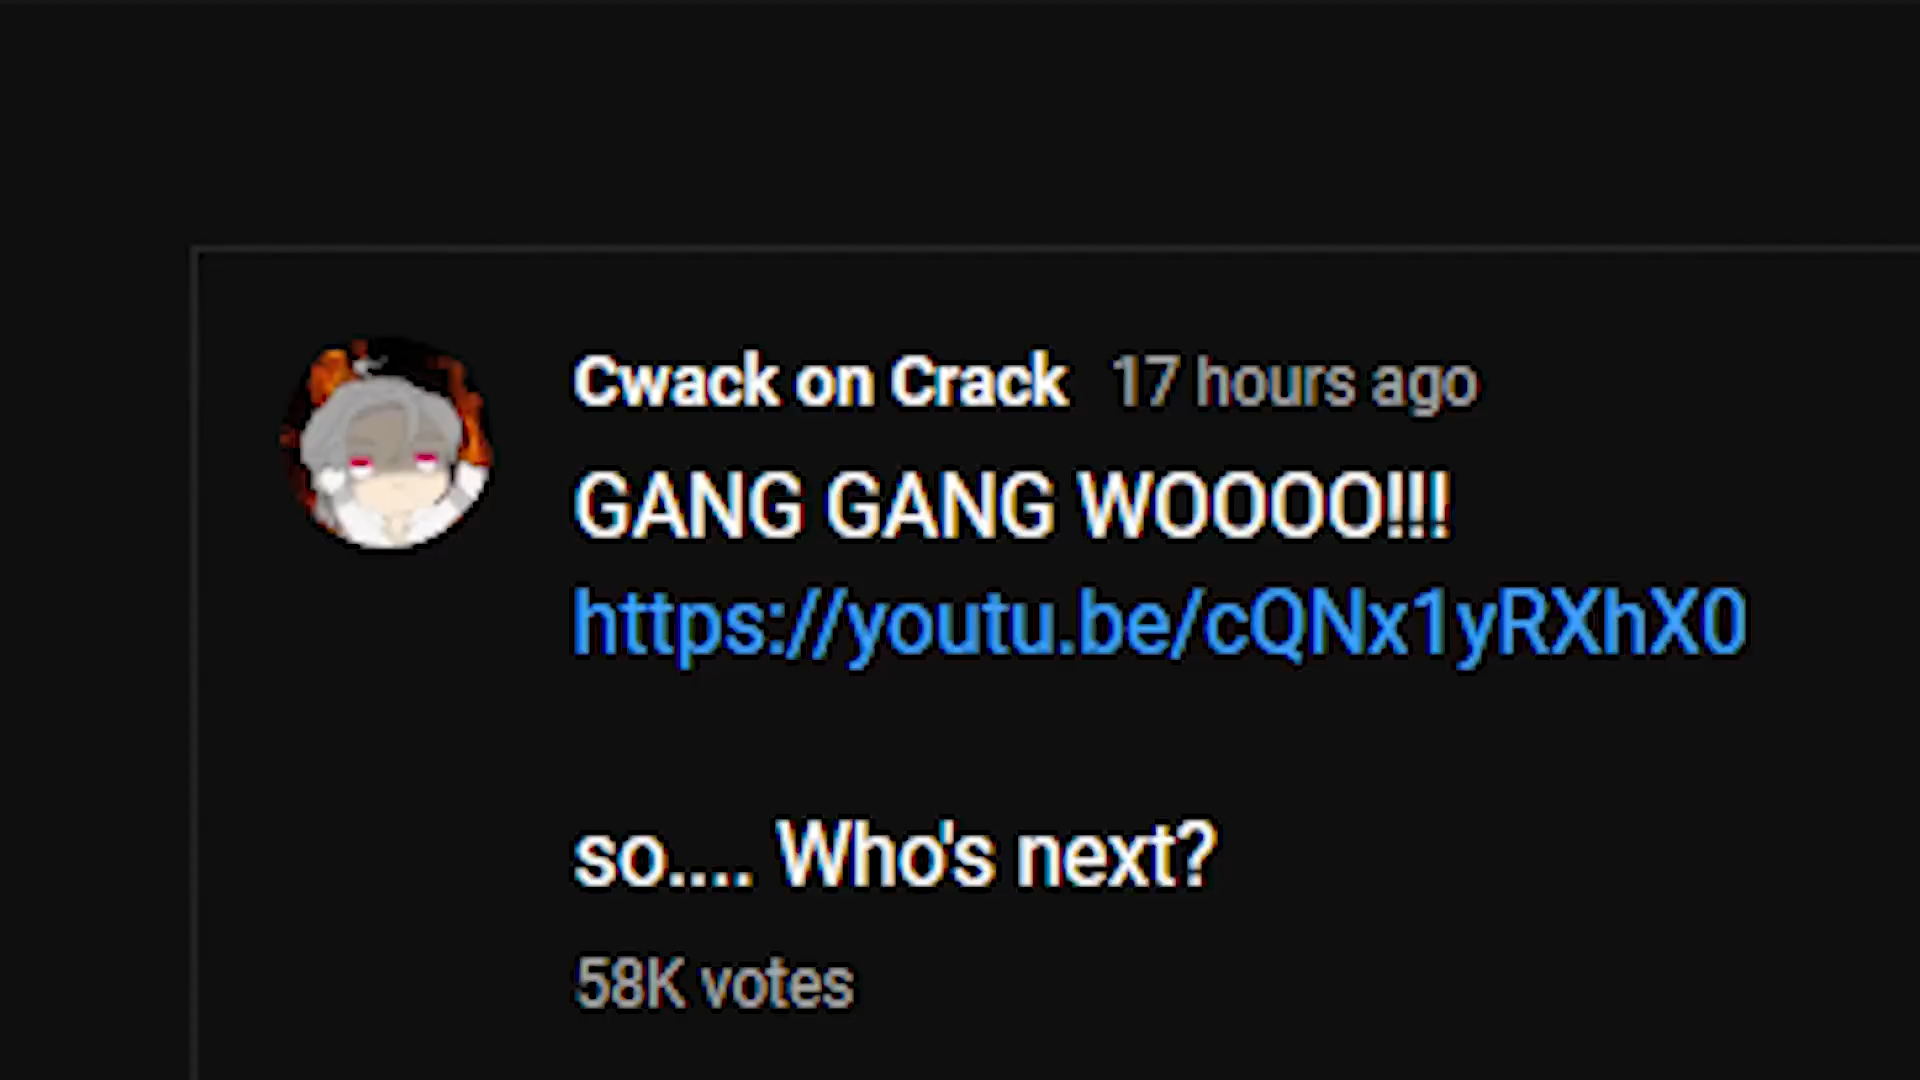 Cwack on Crack 17 hours ago
GANG GANG WOOOO!!!
https://youtu.be/cQNx1yRXhX0
so.... Who's next?
58K votes